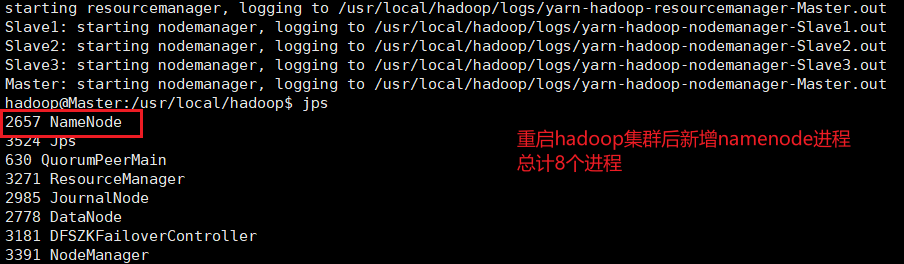 starting resourcemanager, logging to /usr/local/hadoop/logs/yarn-hadoop-resourcemanager-Master.out
Slave1: starting nodemanager, logging to /usr/local/hadoop/logs/yarn-hadoop-nodemanager-Slave1.out
Slave2: starting nodemanager, logging to /usr/local/hadoop/logs/yarn-hadoop-nodemanager-Slave2.out
Slave3: starting nodemanager, logging to /usr/local/hadoop/logs/yarn-hadoop-nodemanager-Slave3.out
Master: starting nodemanager, logging to /usr/local/hadoop/logs/yarn-hadoop-nodemanager-Master.out
hadoop@Master:/usr/local/hadoop$ jps
2657 NameNode
3524 Jps
630 QuorumPeerMain
3271 ResourceManager
2985 JournalNode
2778 DataNode
3181 DFSZKFailoverController
3391 NodeManager
重启hadoop集群后新增namenode进程
总计8个进程